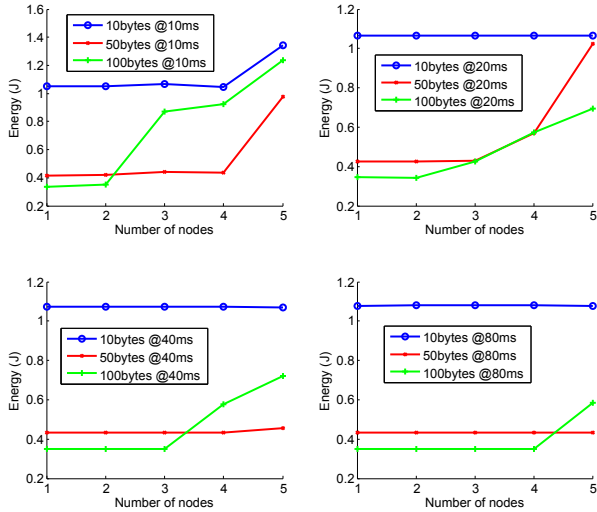 1.6
1.4
1.2
1
0.8
0.6
0.4
0.2
Energy (J)
10bytes @10ms
50bytes @10ms
100bytes @10ms
1 2 3 4 5
Number of nodes
1.2
1
0.8
0.6
0.4
0.2
Energy (J)
10bytes @20ms
50bytes @20ms
100bytes @20ms
1 2 3 4 5
Number of nodes
1.2
1
0.8
0.6
0.4
0.2
Energy (J)
10bytes @40ms
50bytes @40ms
100bytes @40ms
1 2 3 4 5
Number of nodes
1.2
1
0.8
0.6
0.4
0.2
Energy (J)
10bytes @80ms
50bytes @80ms
100bytes @80ms
1 2 3 4 5
Number of nodes